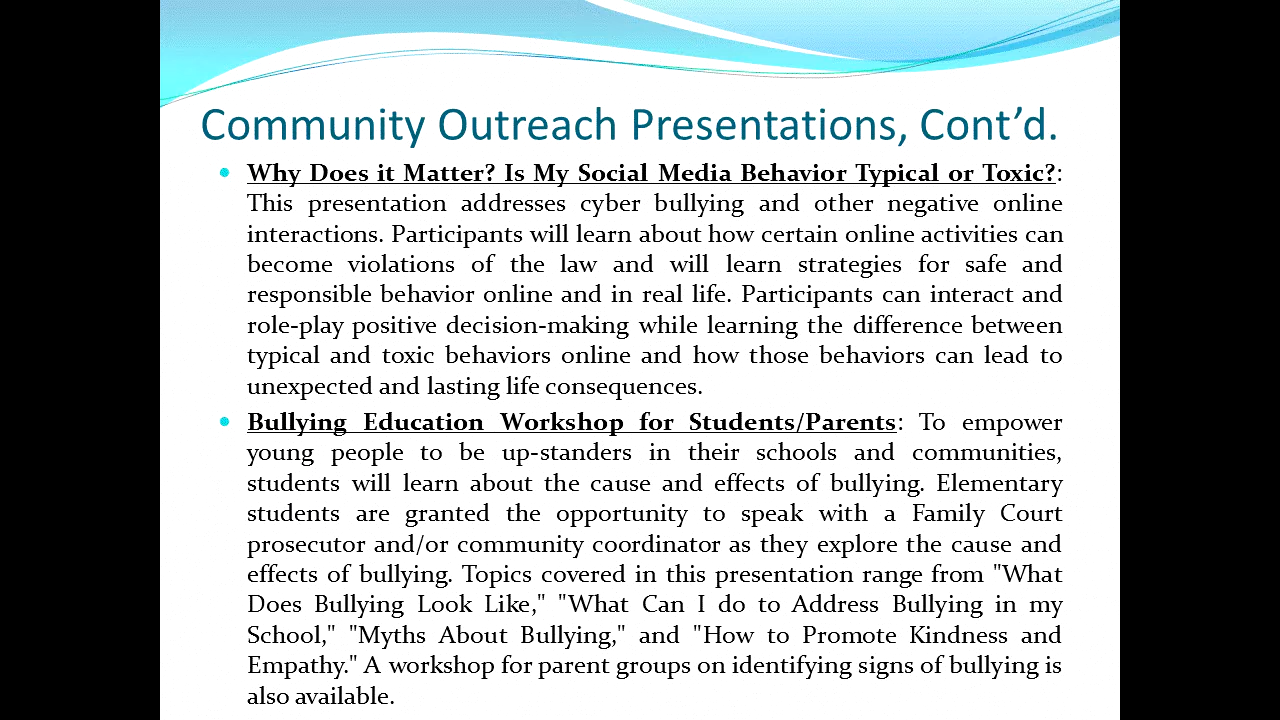 Community Outreach Presentations, Cont’d.
• Why Does it Matter? Is My Social Media Behavior Typical or Toxic?:
This presentation addresses cyber bullying and other negative online
interactions. Participants will learn about how certain online activities can
become violations of the law and will learn strategies for safe and
responsible behavior online and in real life. Participants can interact and
role-play positive decision-making while learning the difference between
typical and toxic behaviors online and how those behaviors can lead to
unexpected and lasting life consequences.
• Bullying Education Workshop for Students/Parents: To empower
young people to be up-standers in their schools and communities,
students will learn about the cause and effects of bullying. Elementary
students are granted the opportunity to speak with a Family Court
prosecutor and/or community coordinator as they explore the cause and
effects of bullying. Topics covered in this presentation range from "What
Does Bullying Look Like," "What Can I do to Address Bullying in my
School," "Myths About Bullying," and "How to Promote Kindness and
Empathy." A workshop for parent groups on identifying signs of bullying is
also available.